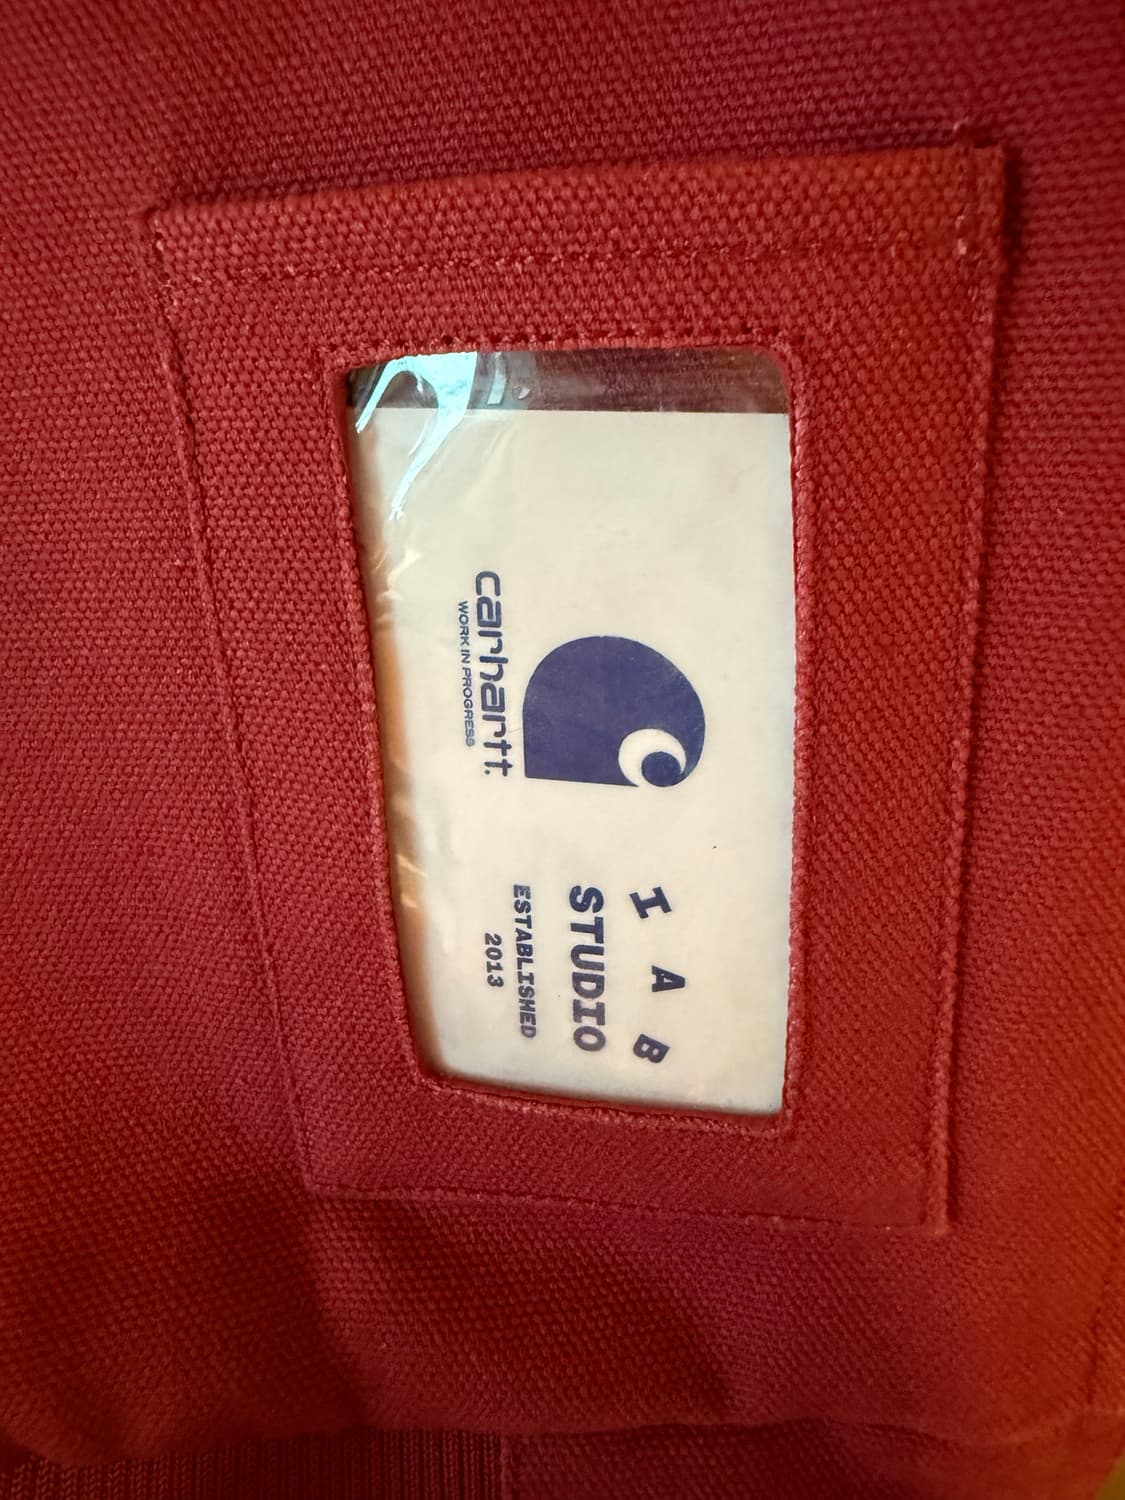 carhartt.
WORK IN PROGRESS
I A B
STUDIO
ESTABLISHED
2013